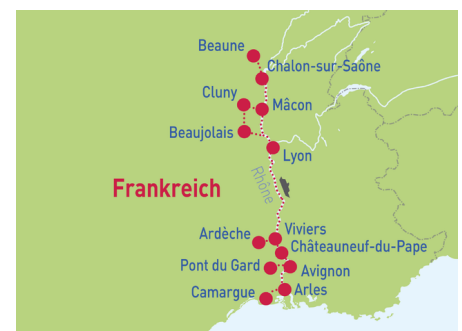 Beaune
Chalon-sur-Saône
Cluny
Mâcon
Beaujolais
Lyon
Rhône
Frankreich
Viviers
Ardèche
Châteauneuf-du-Pape
Pont du Gard
Avignon
Camargue
Arles